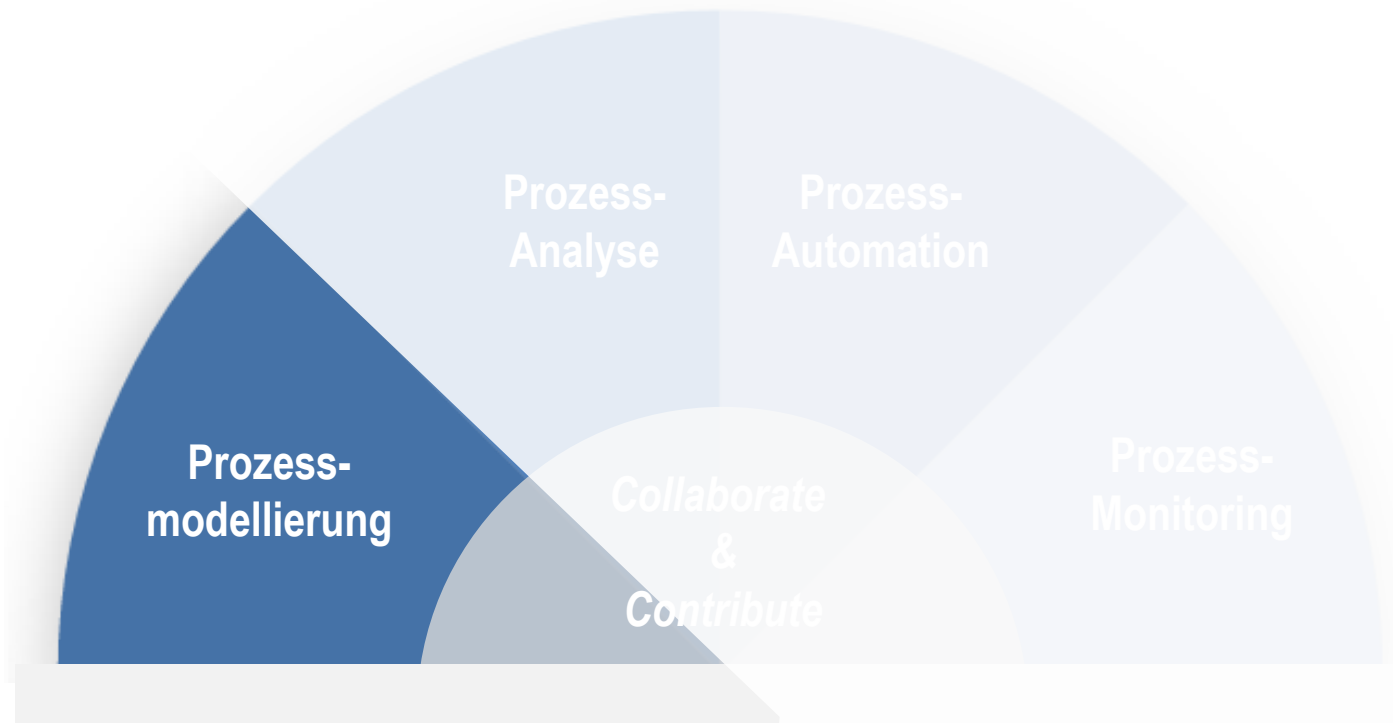 Prozess-
Analyse
Prozess-
Automation
Prozess-
modellierung
Prozess-
Monitoring
Collaborate
&
Contribute